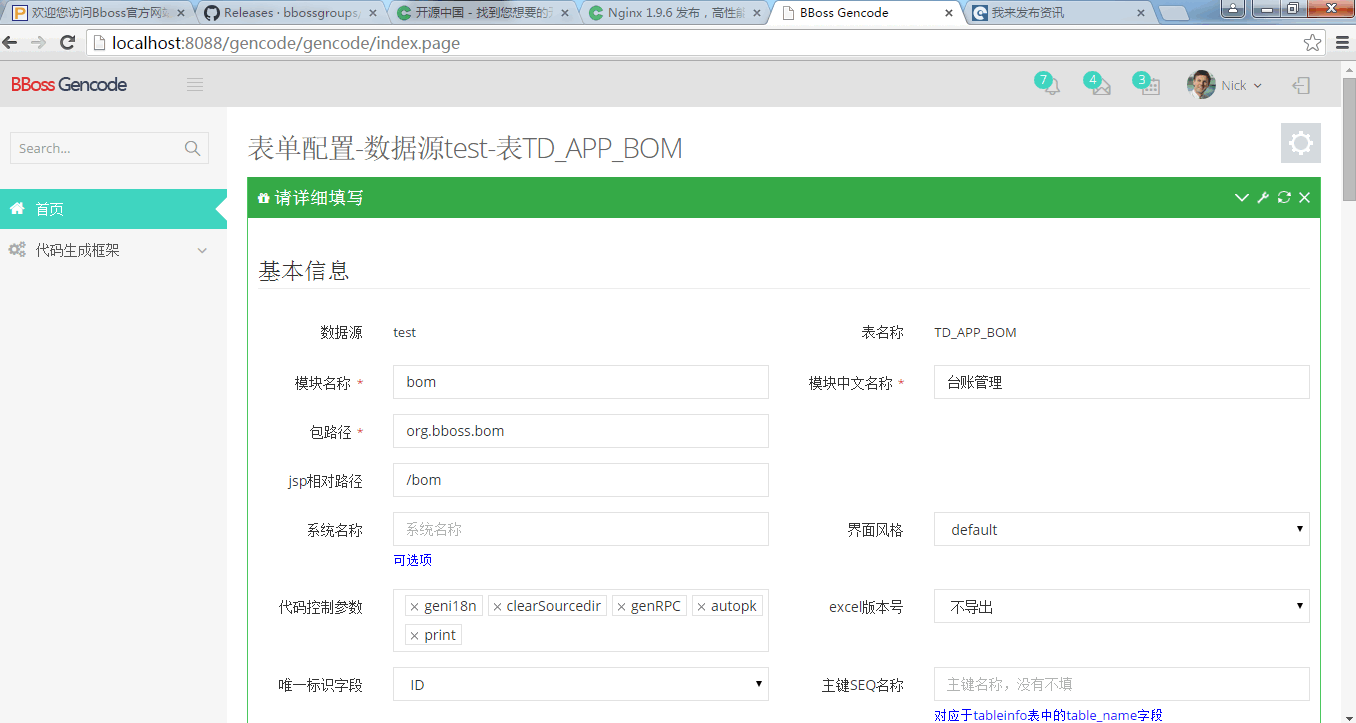 欢迎您访问Bboss官方网站
Releases · bbossgroups/
开源中国 - 找到您想要的
Nginx 1.9.6 发布，高性能
BBoss Gencode
我来发布资讯
localhost:8088/gencode/gencode/index.page
BBoss Gencode
7
4
3
Nick
Search...
首页
代码生成框架
表单配置-数据源test-表TD_APP_BOM
请详细填写
基本信息
数据源 test 表名称 TD_APP_BOM
模块名称 * bom 模块中文名称 * 台账管理
包路径 * org.bboss.bom
jsp相对路径 /bom
系统名称 系统名称 界面风格 default
可选项
代码控制参数 × geni18n × clearSourcedir × genRPC × autopk excel版本号 不导出
× print
唯一标识字段 ID 主键SEQ名称 主键名称，没有不填
对应于tableinfo表中的table_name字段